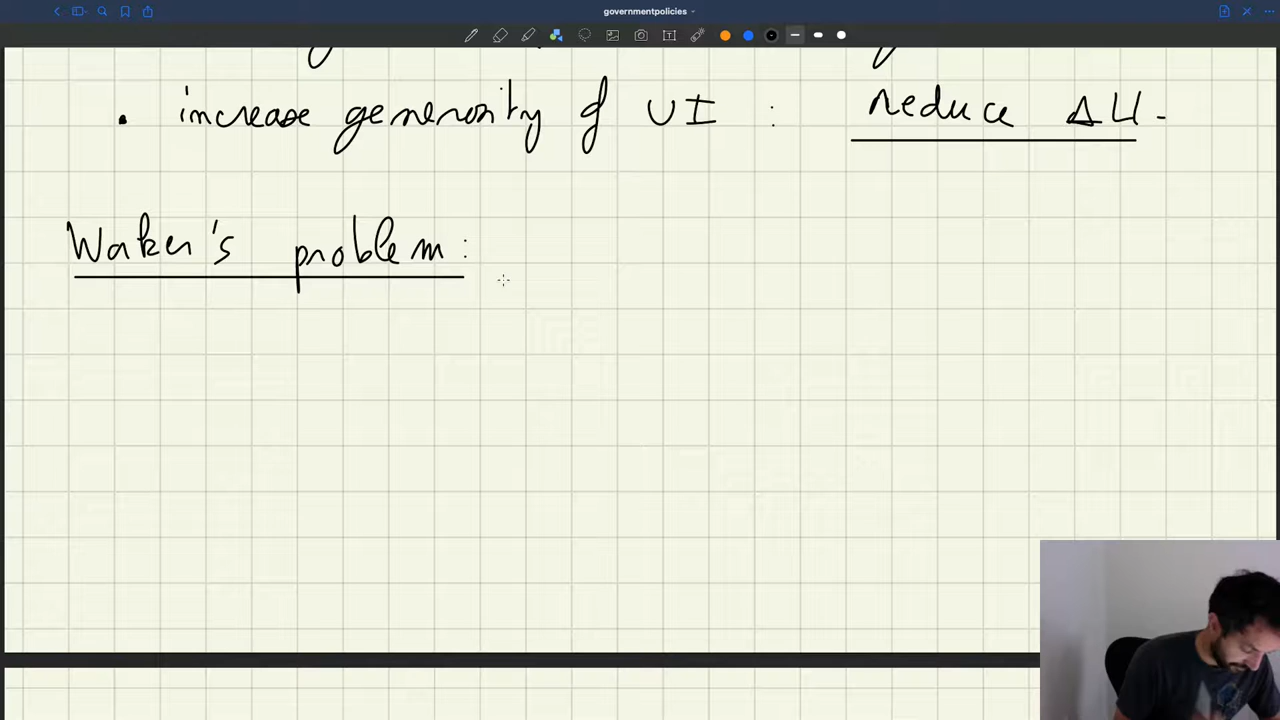 governmentpolicies
• increase generosity of UI : reduce ΔU.
Worker's problem: